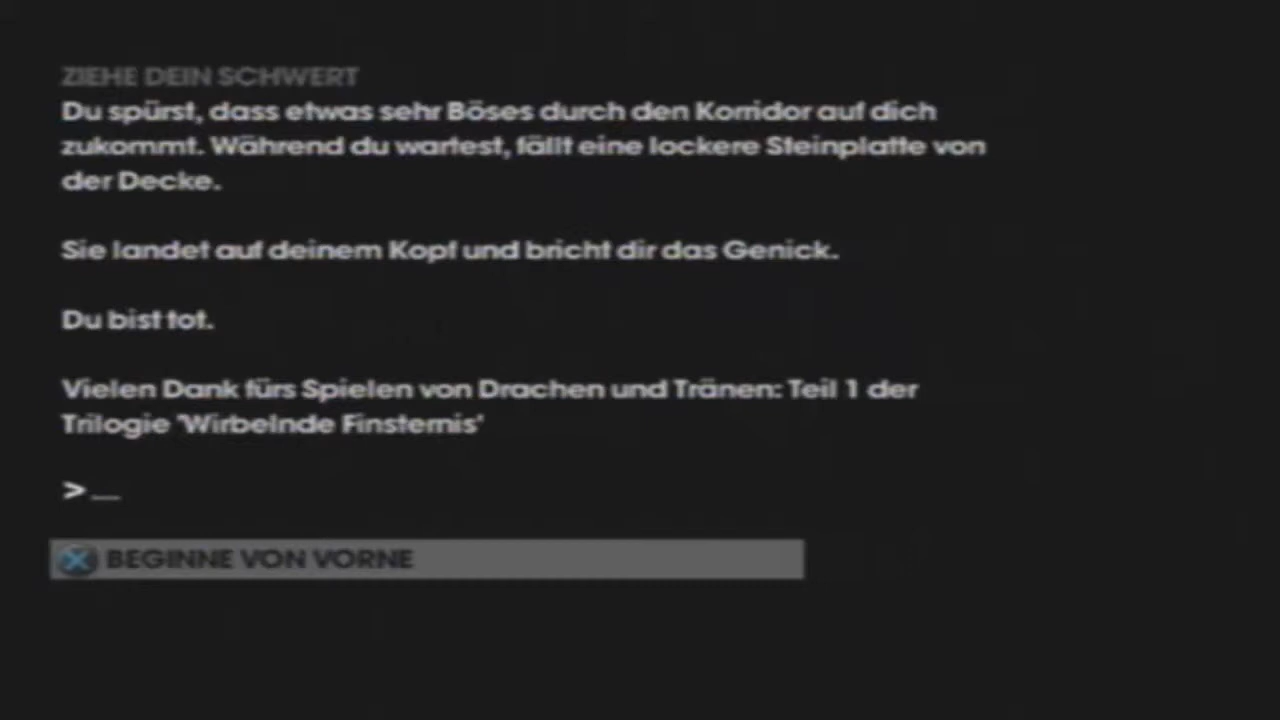 ZIEHE DEIN SCHWERT
Du spürst, dass etwas sehr Böses durch den Korridor auf dich
zukommt. Während du wartest, fällt eine lockere Steinplatte von
der Decke.
Sie landet auf deinem Kopf und bricht dir das Genick.
Du bist tot.
Vielen Dank fürs Spielen von Drachen und Tränen: Teil 1 der
Trilogie 'Wirbelnde Finsternis'
>_
BEGINNE VON VORNE